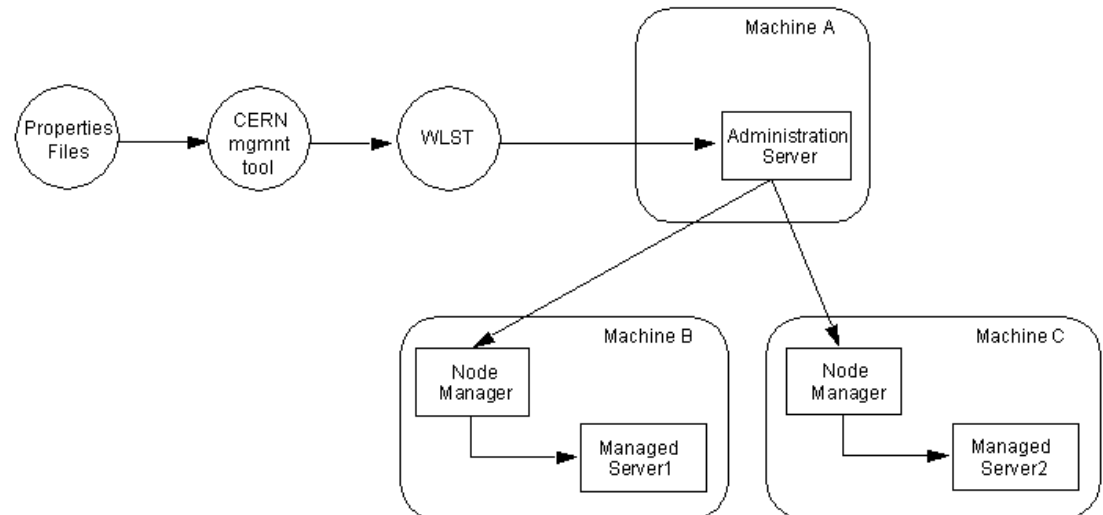 Machine A
Properties
Files
CERN
mgmnt
tool
WLST
Administration
Server
Machine B
Node
Manager
Managed
Server1
Machine C
Node
Manager
Managed
Server2